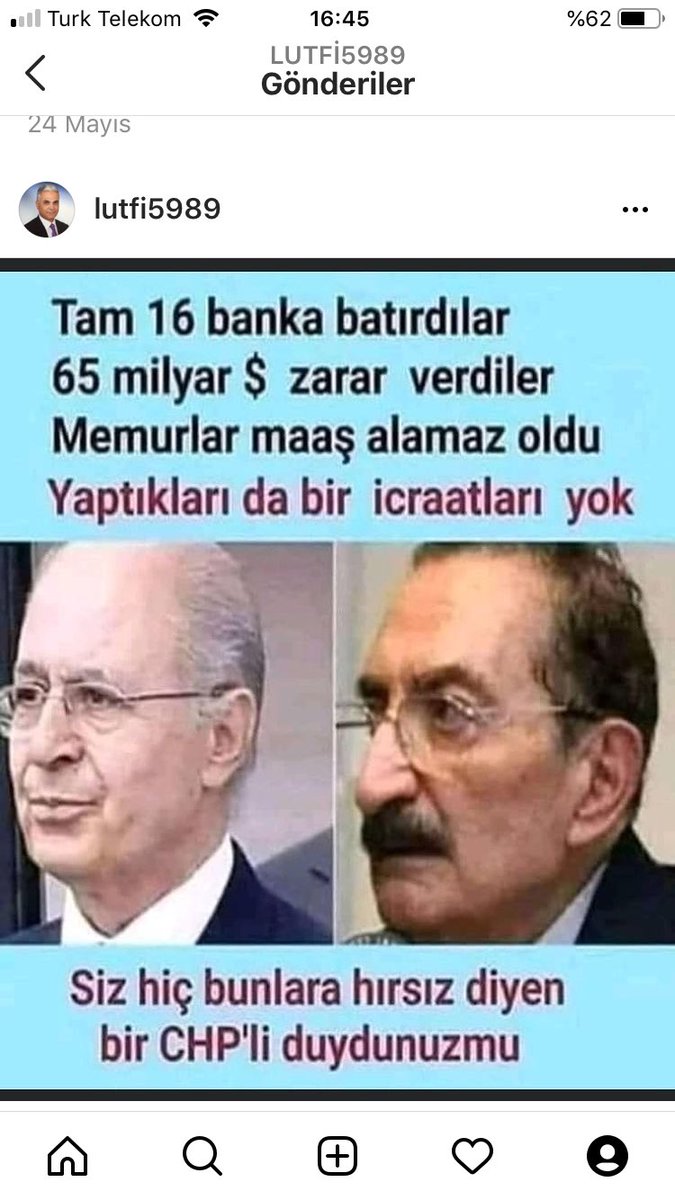 Turk Telekom
16:45
%62
LUTFİ5989
Gönderiler
24 Mayıs
lutfi5989
Tam 16 banka batırdılar
65 milyar $ zarar verdiler
Memurlar maaş alamaz oldu
Yaptıkları da bir icraatları yok
Siz hiç bunlara hırsız diyen
bir CHP'li duydunuzmu